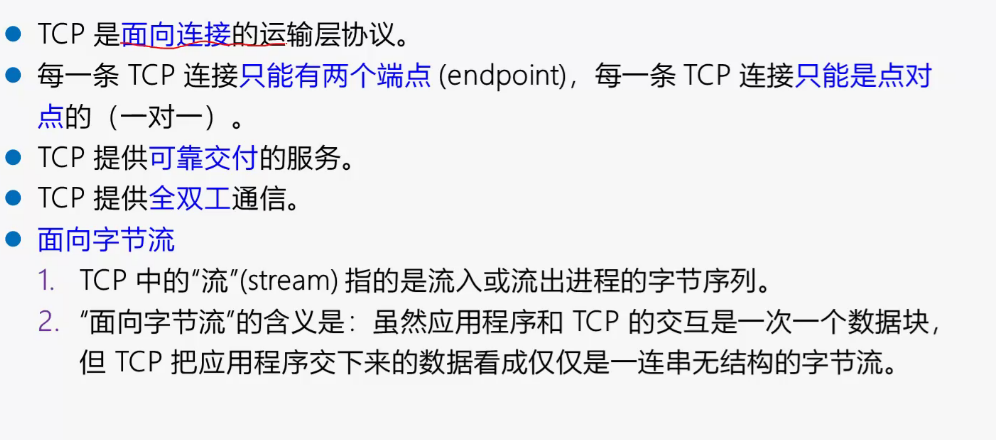 TCP 是面向连接的运输层协议。
每一条 TCP 连接只能有两个端点 (endpoint)，每一条 TCP 连接只能是点对
点的（一对一）。
TCP 提供可靠交付的服务。
TCP 提供全双工通信。
面向字节流
1. TCP 中的“流”(stream) 指的是流入或流出进程的字节序列。
2. “面向字节流”的含义是：虽然应用程序和 TCP 的交互是一次一个数据块，
但 TCP 把应用程序交下来的数据看成仅仅是一连串无结构的字节流。